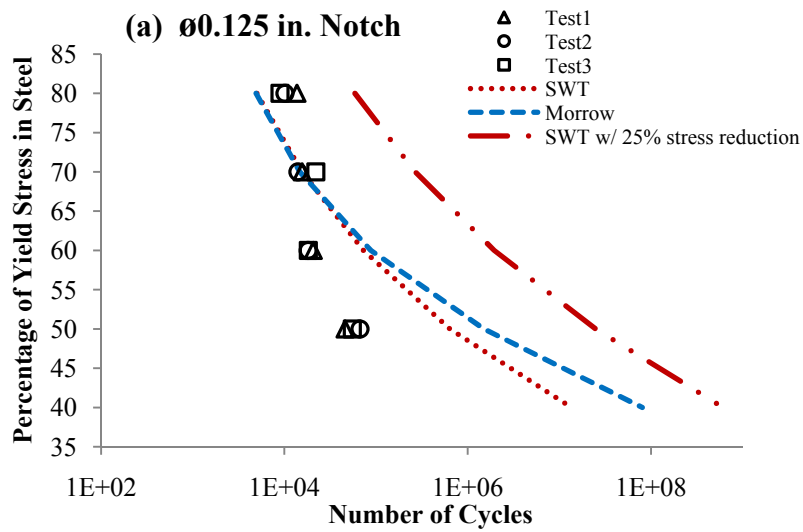 (a) ø0.125 in. Notch
Test1
Test2
Test3
SWT
Morrow
SWT w/ 25% stress reduction
Percentage of Yield Stress in Steel
85
80
75
70
65
60
55
50
45
40
35
1E+02
1E+04
1E+06
1E+08
Number of Cycles